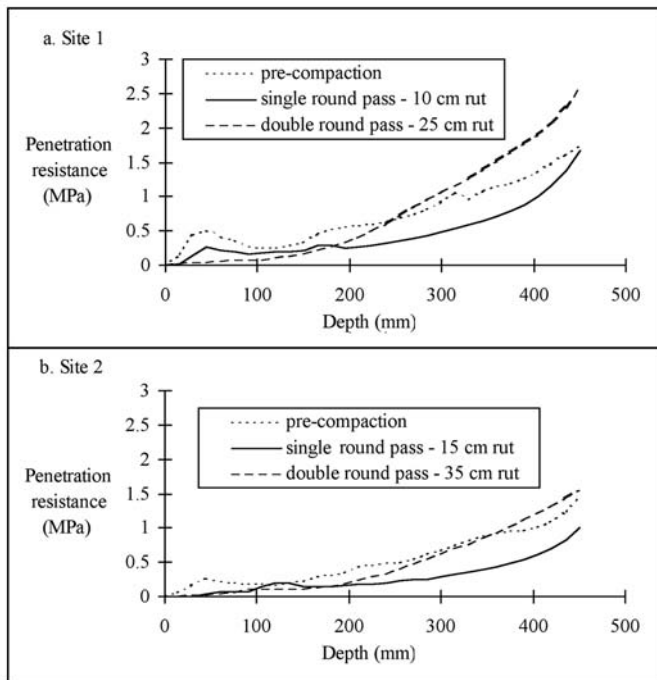 a. Site 1
3
2.5
2
1.5
1
0.5
0
Penetration
resistance
(MPa)
pre-compaction
single round pass - 10 cm rut
double round pass - 25 cm rut
0 100 200 300 400 500
Depth (mm)
b. Site 2
3
2.5
2
1.5
1
0.5
0
Penetration
resistance
(MPa)
pre-compaction
single round pass - 15 cm rut
double round pass - 35 cm rut
0 100 200 300 400 500
Depth (mm)